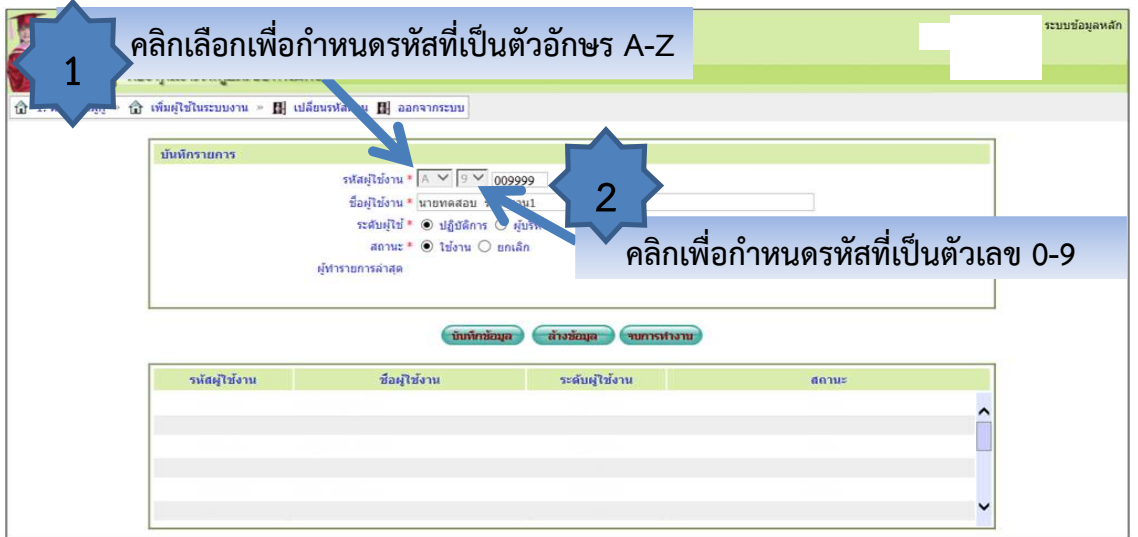 1
คลิกเลือกเพื่อกำหนดรหัสที่เป็นตัวอักษร A-Z
ระบบข้อมูลหลัก
เพิ่มผู้ใช้ในระบบงาน » เปลี่ยนรหัสผ่าน ออกจากระบบ
บันทึกรายการ
รหัสผู้ใช้งาน * A 9 009999
2
ชื่อผู้ใช้งาน * นายทดสอบ
ระดับผู้ใช้ * ปฏิบัติการ
สถานะ * ใช้งาน ยกเลิก
คลิกเพื่อกำหนดรหัสที่เป็นตัวเลข 0-9
ผู้ทำรายการล่าสุด
บันทึกข้อมูล ล้างข้อมูล จบการทำงาน
รหัสผู้ใช้งาน ชื่อผู้ใช้งาน ระดับผู้ใช้งาน สถานะ